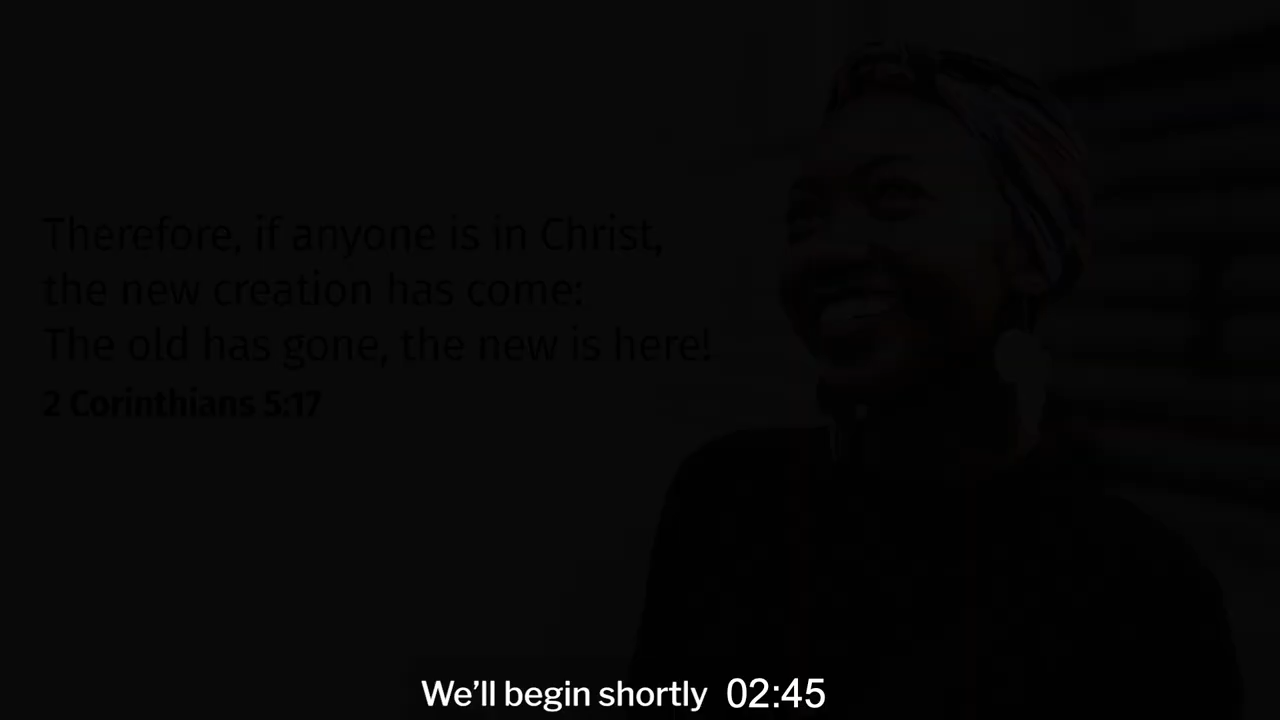 Therefore, if anyone is in Christ,
the new creation has come:
The old has gone, the new is here!
2 Corinthians 5:17
We’ll begin shortly 02:45